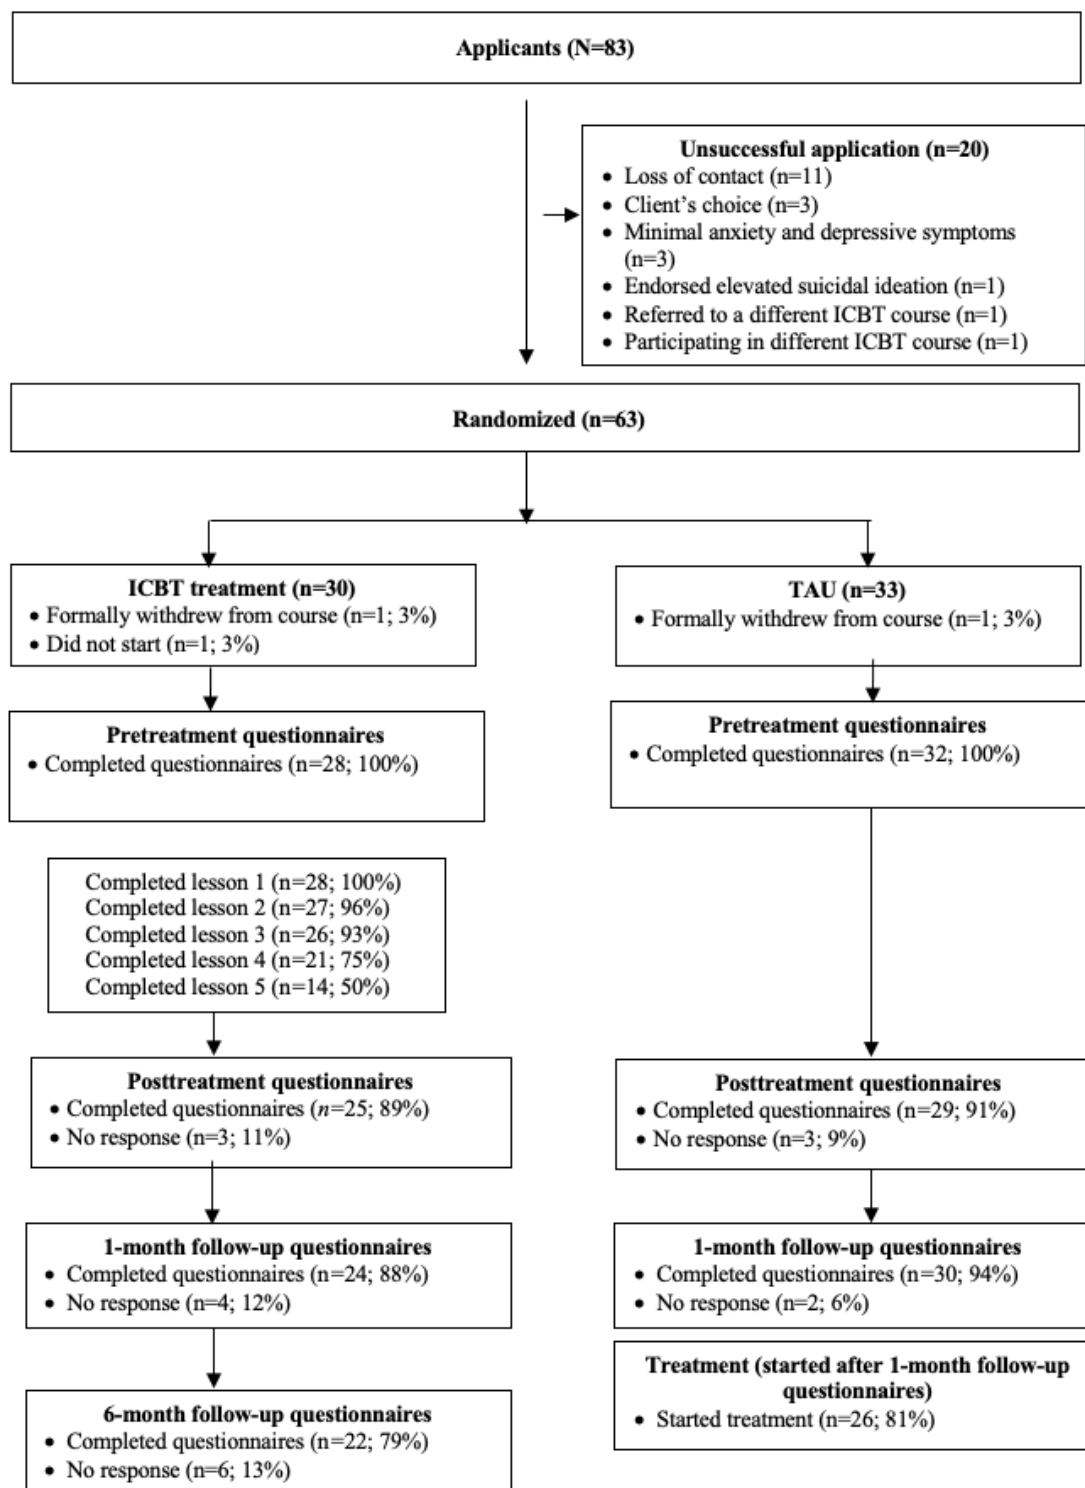 Applicants (N=83)
Unsuccessful application (n=20)
• Loss of contact (n=11)
• Client's choice (n=3)
• Minimal anxiety and depressive symptoms
(n=3)
• Endorsed elevated suicidal ideation (n=1)
• Referred to a different ICBT course (n=1)
• Participating in different ICBT course (n=1)
Randomized (n=63)
ICBT treatment (n=30)
• Formally withdrew from course (n=1; 3%)
• Did not start (n=1; 3%)
TAU (n=33)
• Formally withdrew from course (n=1; 3%)
Pretreatment questionnaires
• Completed questionnaires (n=28; 100%)
Pretreatment questionnaires
• Completed questionnaires (n=32; 100%)
Completed lesson 1 (n=28; 100%)
Completed lesson 2 (n=27; 96%)
Completed lesson 3 (n=26; 93%)
Completed lesson 4 (n=21; 75%)
Completed lesson 5 (n=14; 50%)
Posttreatment questionnaires
• Completed questionnaires (n=25; 89%)
• No response (n=3; 11%)
Posttreatment questionnaires
• Completed questionnaires (n=29; 91%)
• No response (n=3; 9%)
1-month follow-up questionnaires
• Completed questionnaires (n=24; 88%)
• No response (n=4; 12%)
1-month follow-up questionnaires
• Completed questionnaires (n=30; 94%)
• No response (n=2; 6%)
Treatment (started after 1-month follow-up
questionnaires)
• Started treatment (n=26; 81%)
6-month follow-up questionnaires
• Completed questionnaires (n=22; 79%)
• No response (n=6; 13%)